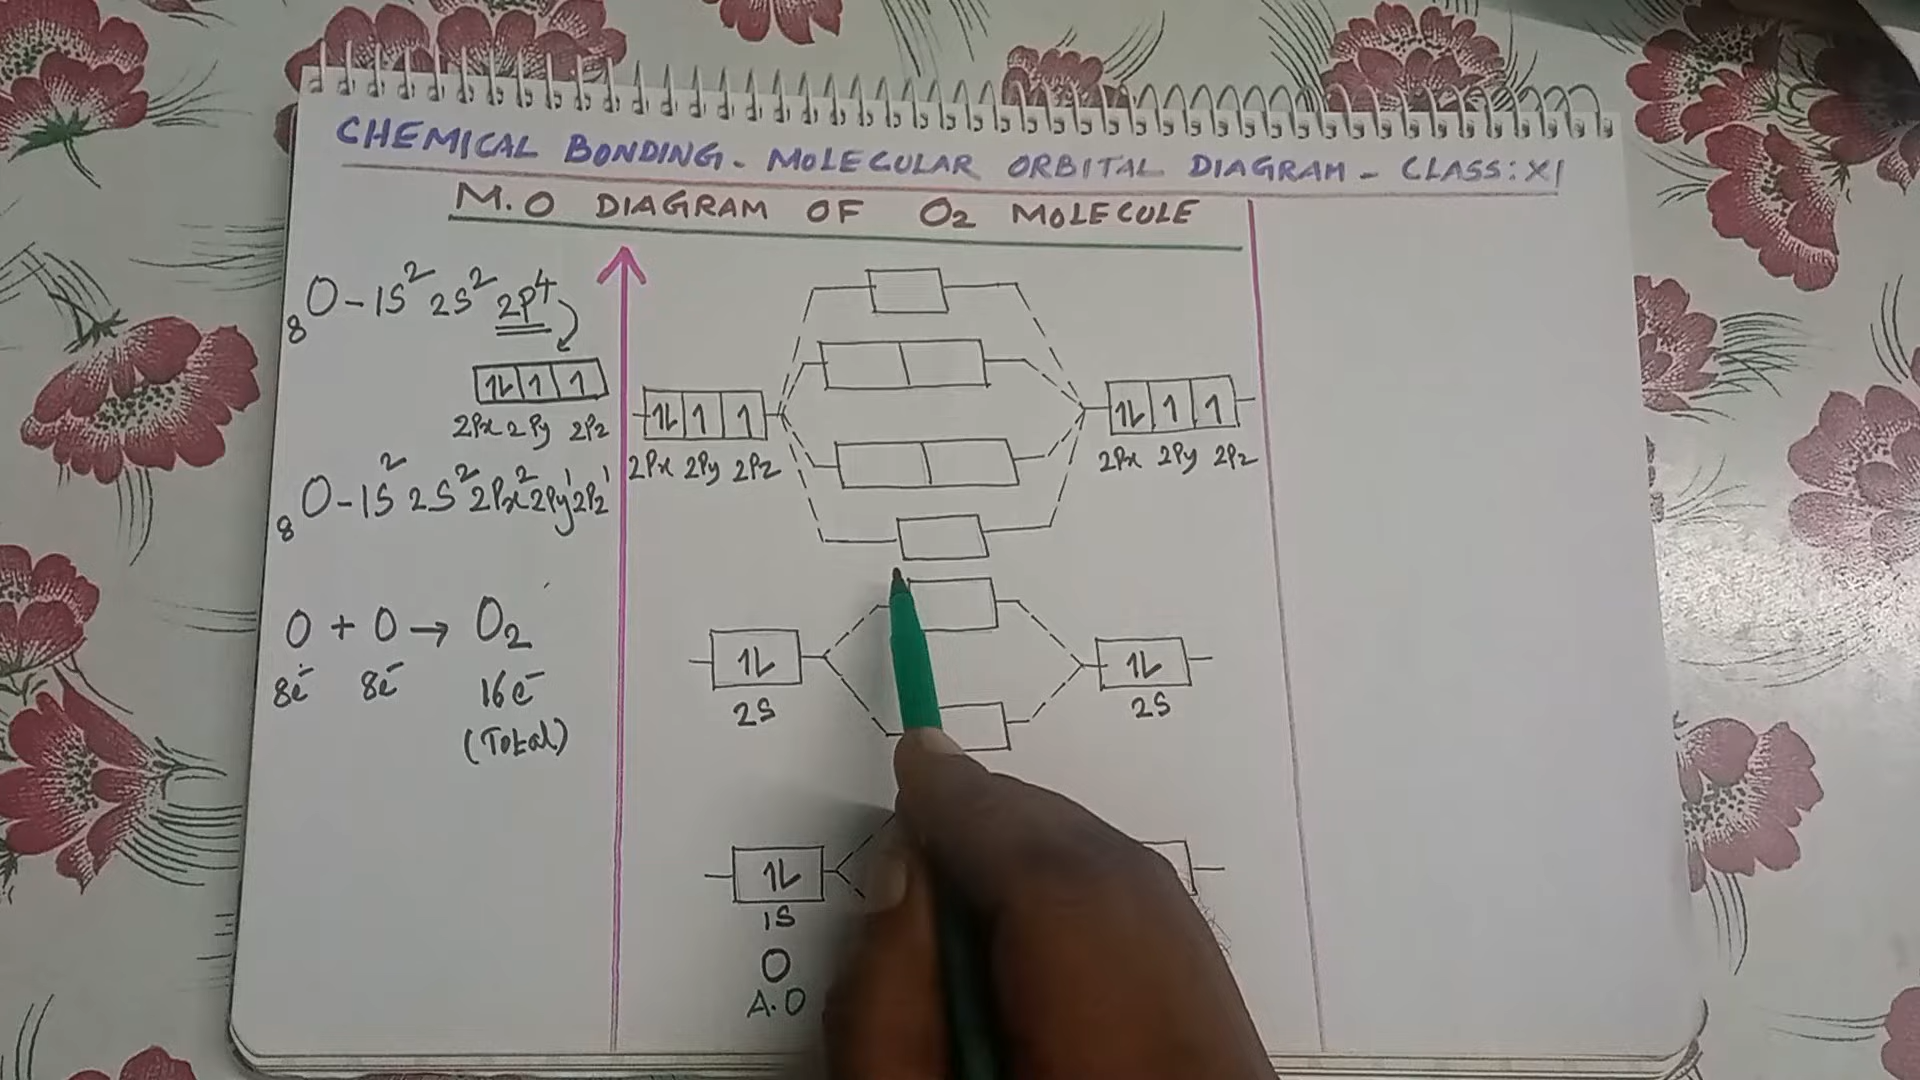 CHEMICAL BONDING - MOLECULAR ORBITAL DIAGRAM - CLASS: XI
M.O DIAGRAM OF O2 MOLECULE
₈O - 1S² 2S² 2P⁴
1L 1 1
2Px 2Py 2Pz
₈O - 1S² 2S² 2Px² 2Py¹ 2Pz¹
O + O → O₂
8e⁻ 8e⁻ 16e⁻
(Total)
1L 1 1
2Px 2Py 2Pz
1L 1 1
2Px 2Py 2Pz
1L
2S
1L
2S
1L
1S
O
A.O